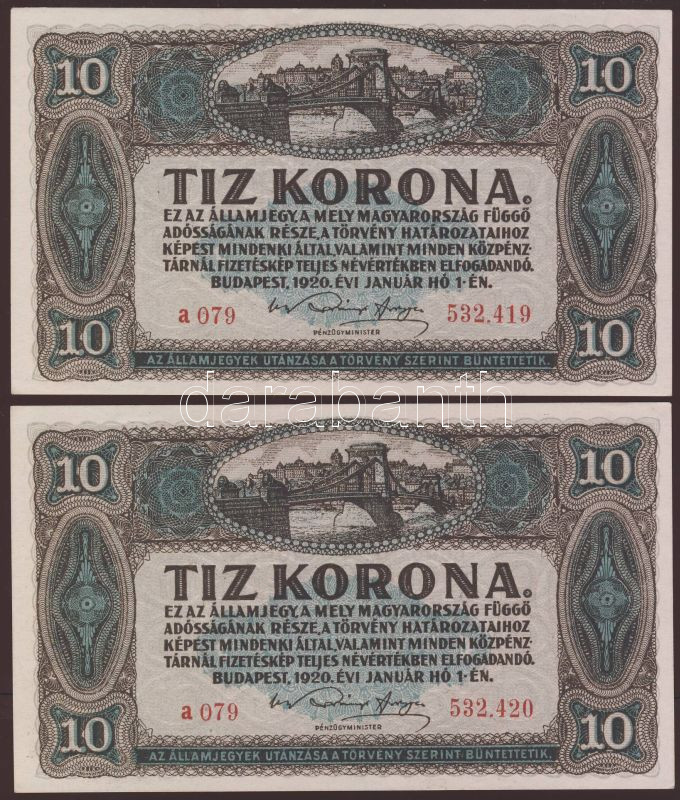 10 10
TIZ KORONA.
EZ AZ ÁLLAMJEGY, A MELY MAGYARORSZÁG FÜGGŐ
ADÓSSÁGÁNAK RÉSZE, A TÖRVÉNY HATÁROZATAIHOZ
KÉPEST MINDENKI ÁLTAL, VALAMINT MINDEN KÖZPÉNZ-
TÁRNÁL FIZETÉSKÉP TELJES NÉVÉRTÉKBEN ELFOGADANDÓ.
BUDAPEST, 1920. ÉVI JANUÁR HÓ 1-ÉN.
a 079 532.419
10 PÉNZÜGYMINISTER 10
AZ ÁLLAMJEGYEK UTÁNZÁSA A TÖRVÉNY SZERINT BÜNTETTETIK.
darabanth
10 10
TIZ KORONA.
EZ AZ ÁLLAMJEGY, A MELY MAGYARORSZÁG FÜGGŐ
ADÓSSÁGÁNAK RÉSZE, A TÖRVÉNY HATÁROZATAIHOZ
KÉPEST MINDENKI ÁLTAL, VALAMINT MINDEN KÖZPÉNZ-
TÁRNÁL FIZETÉSKÉP TELJES NÉVÉRTÉKBEN ELFOGADANDÓ.
BUDAPEST, 1920. ÉVI JANUÁR HÓ 1-ÉN.
a 079 532.420
10 PÉNZÜGYMINISTER 10
AZ ÁLLAMJEGYEK UTÁNZÁSA A TÖRVÉNY SZERINT BÜNTETTETIK.